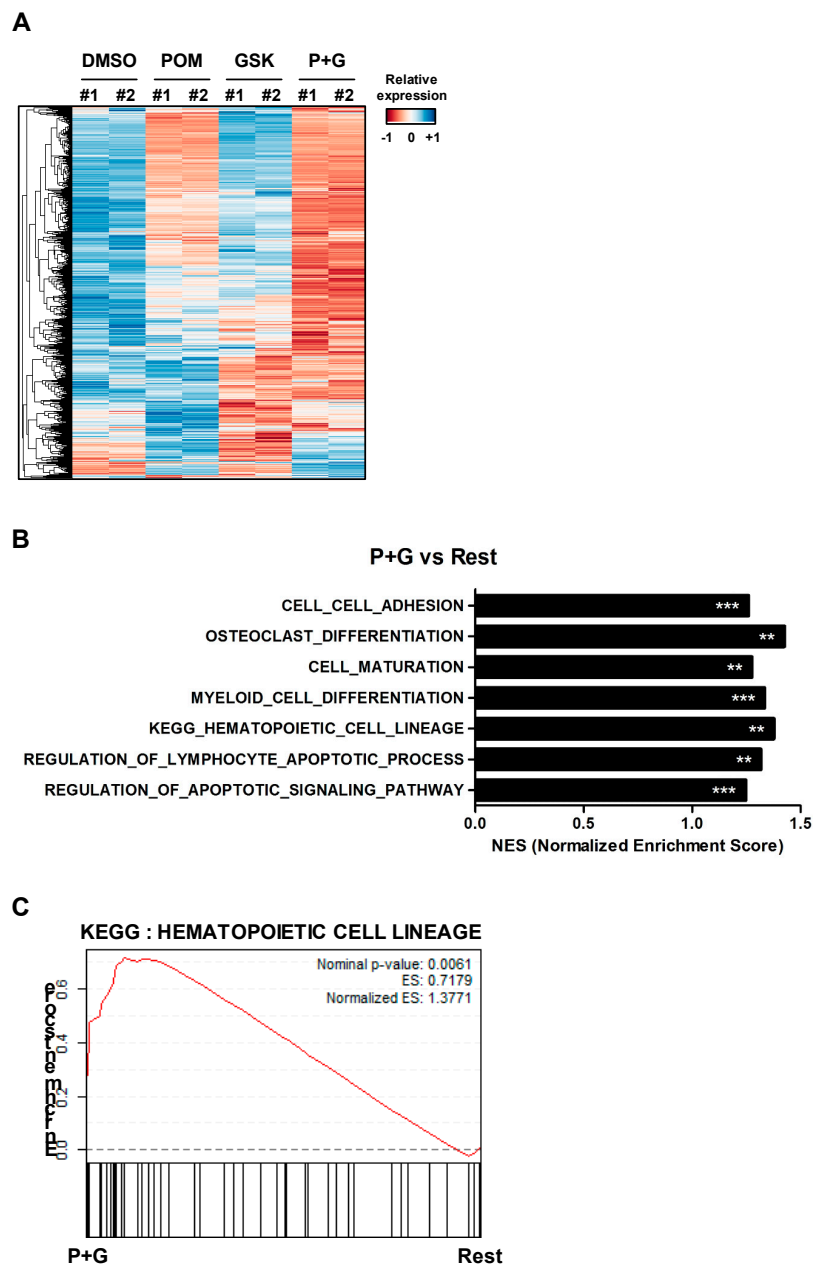 A
DMSO POM GSK P+G
#1 #2 #1 #2 #1 #2 #1 #2
Relative
expression
-1 0 +1
B
P+G vs Rest
CELL_CELL_ADHESION ***
OSTEOCLAST_DIFFERENTIATION **
CELL_MATURATION **
MYELOID_CELL_DIFFERENTIATION ***
KEGG_HEMATOPOIETIC_CELL_LINEAGE **
REGULATION_OF_LYMPHOCYTE_APOPTOTIC_PROCESS **
REGULATION_OF_APOPTOTIC_SIGNALING_PATHWAY ***
0.0 0.5 1.0 1.5
NES (Normalized Enrichment Score)
C
KEGG : HEMATOPOIETIC CELL LINEAGE
Nominal p-value: 0.0061
ES: 0.7179
Normalized ES: 1.3771
Enrichment score
0.6
0.4
0.2
0.0
P+G Rest